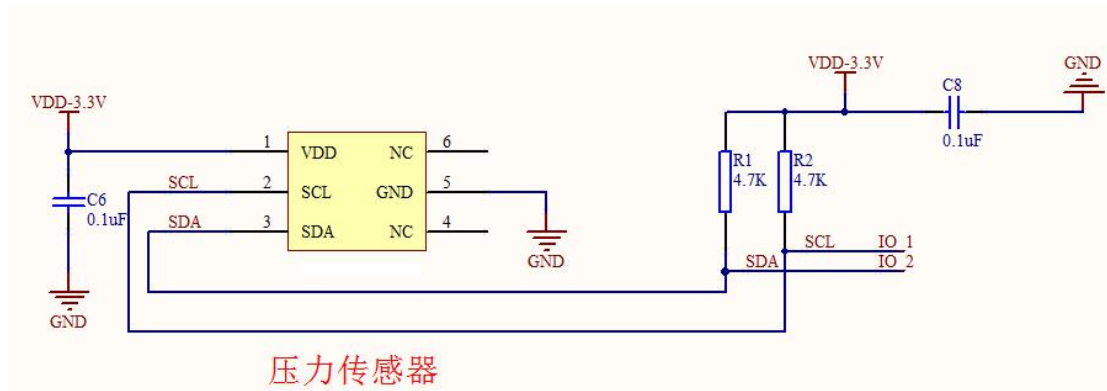 VDD-3.3V
GND
C8
0.1uF
VDD-3.3V
1
VDD
NC
6
R1
4.7K
R2
4.7K
SCL
2
SCL
GND
5
C6
0.1uF
SDA
3
SDA
NC
4
SCL
IO_1
GND
SDA
IO_2
GND
压力传感器